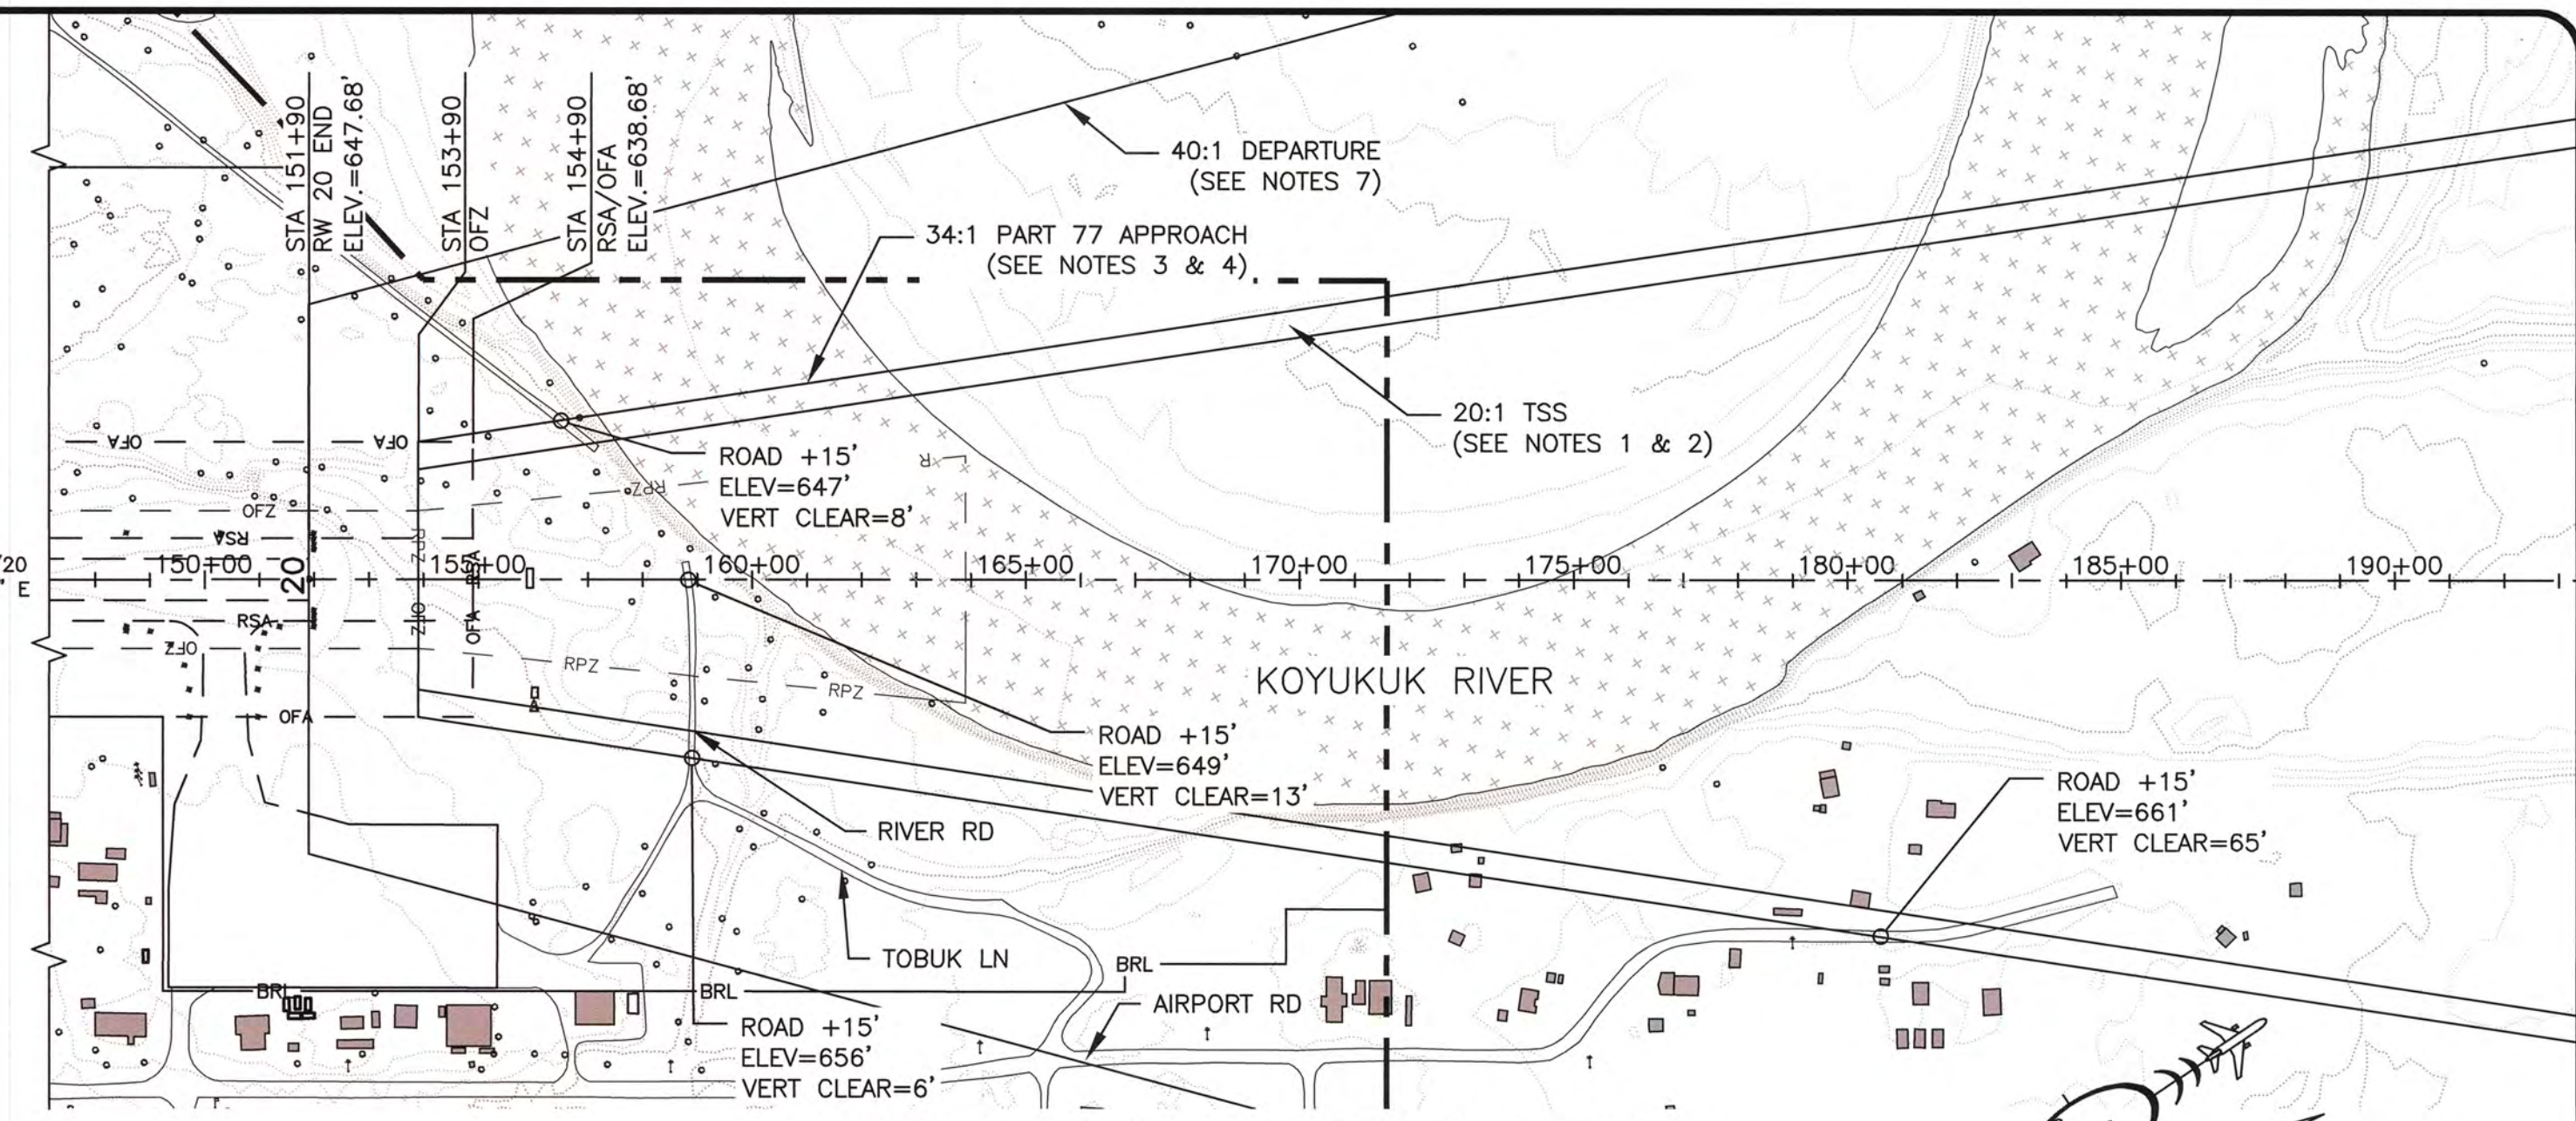 STA 151+90
RW 20 END
ELEV.=647.68'
STA 153+90
OFZ
STA 154+90
RSA/OFA
ELEV.=638.68'
40:1 DEPARTURE
(SEE NOTES 7)
34:1 PART 77 APPROACH
(SEE NOTES 3 & 4)
20:1 TSS
(SEE NOTES 1 & 2)
OFA
OFA
ROAD +15'
ELEV=647'
VERT CLEAR=8'
R
RPZ
RPZ
OFZ
RSA
RPZ
20
E
150+00
20
155+00
RSA
160+00
165+00
170+00
175+00
180+00
185+00
190+00
RSA
OFZ
OFZ
OFA
RPZ
RPZ
KOYUKUK RIVER
OFA
ROAD +15'
ELEV=649'
VERT CLEAR=13'
ROAD +15'
ELEV=661'
VERT CLEAR=65'
RIVER RD
TOBUK LN
BRL
BRL
BRL
AIRPORT RD
ROAD +15'
ELEV=656'
VERT CLEAR=6'